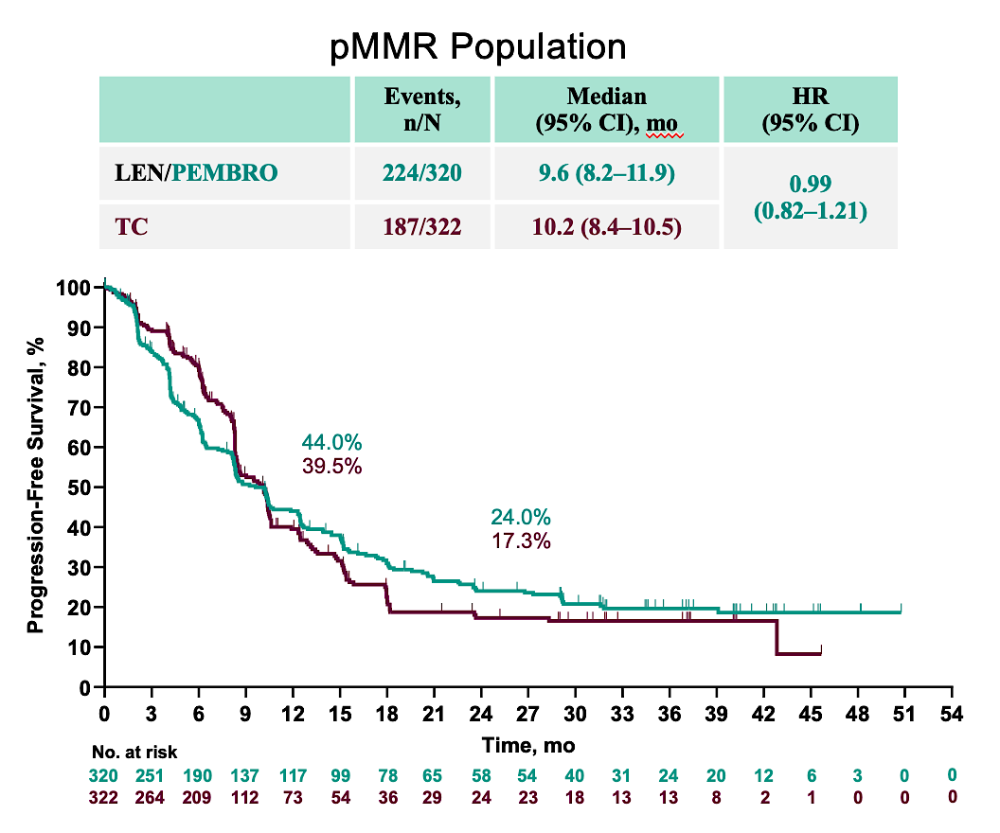 pMMR Population
Events, n/N
Median (95% CI), mo
HR (95% CI)
LEN/PEMBRO 224/320 9.6 (8.2–11.9)
0.99 (0.82–1.21)
TC 187/322 10.2 (8.4–10.5)
Progression-Free Survival, %
100
90
80
70
60
50
40
30
20
10
0
44.0%
39.5%
24.0%
17.3%
0 3 6 9 12 15 18 21 24 27 30 33 36 39 42 45 48 51 54
Time, mo
No. at risk
320 251 190 137 117 99 78 65 58 54 40 31 24 20 12 6 3 0 0
322 264 209 112 73 54 36 29 24 23 18 13 13 8 2 1 0 0 0